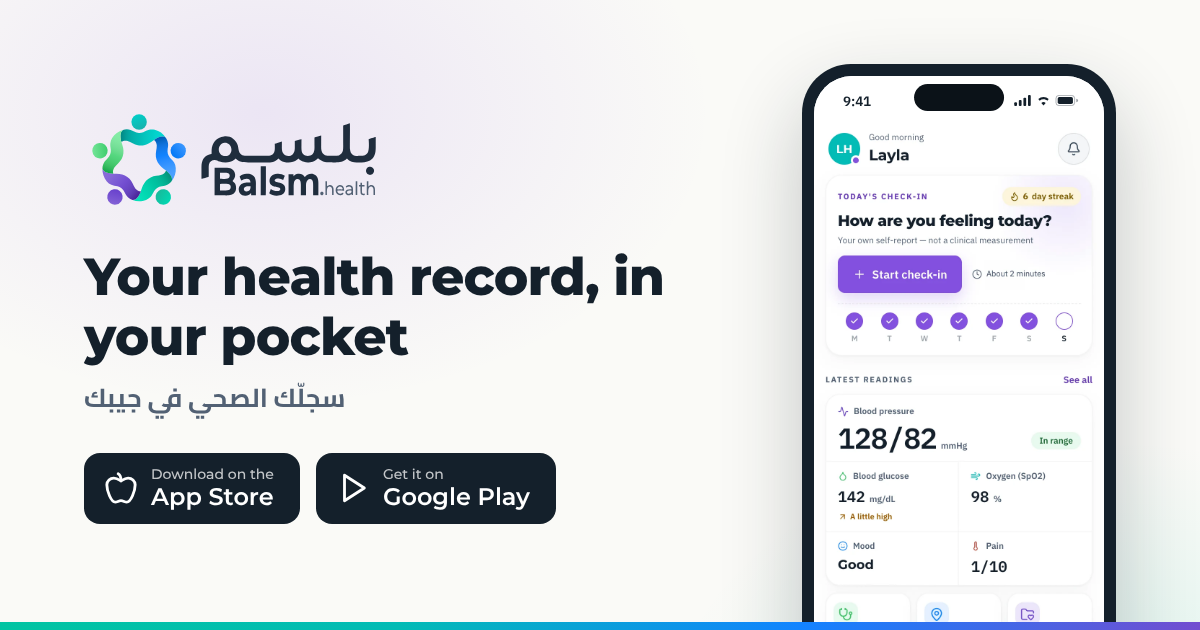 بلسم
Balsm.health
Your health record, in
your pocket
سجلّك الصحي في جيبك
Download on the
App Store
Get it on
Google Play
9:41
LH
Good morning
Layla
TODAY'S CHECK-IN
6 day streak
How are you feeling today?
Your own self-report — not a clinical measurement
+ Start check-in
About 2 minutes
M T W T F S S
LATEST READINGS
See all
Blood pressure
128/82 mmHg
In range
Blood glucose
142 mg/dL
A little high
Oxygen (SpO2)
98 %
Mood
Good
Pain
1/10